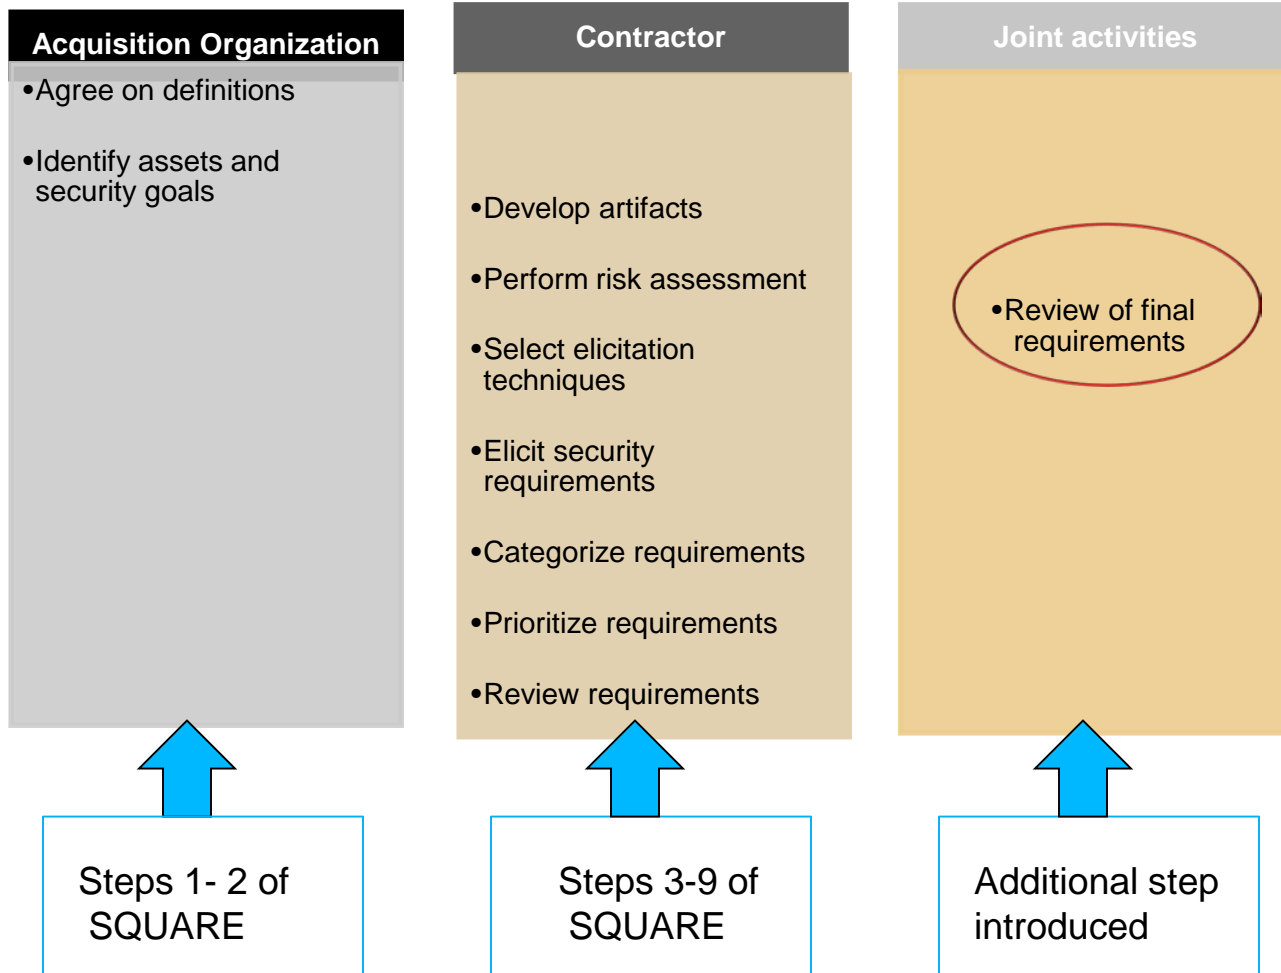 Acquisition Organization
•Agree on definitions
•Identify assets and
security goals
Contractor
•Develop artifacts
•Perform risk assessment
•Select elicitation
techniques
•Elicit security
requirements
•Categorize requirements
•Prioritize requirements
•Review requirements
Joint activities
•Review of final
requirements
Steps 1- 2 of
SQUARE
Steps 3-9 of
SQUARE
Additional step
introduced